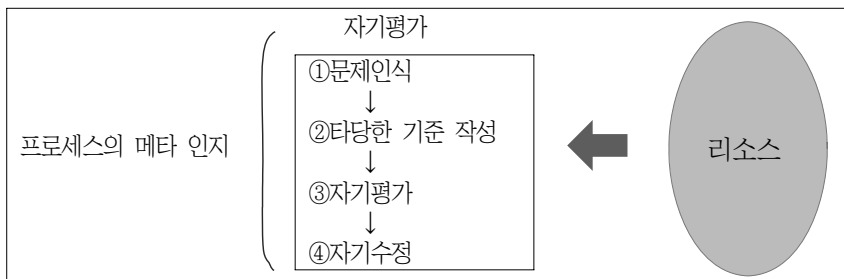 자기평가
①문제인식
↓
②타당한 기준 작성
↓
③자기평가
↓
④자기수정
프로세스의 메타 인지
리소스